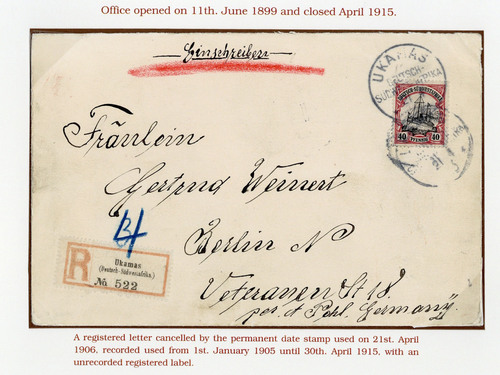 Office opened on 11th. June 1899 and closed April 1915.
Einschreiben
UKAMAS
DEUTSCH-
SÜDWESTAFRIKA
40 PFENNIG 40
Fräulein
Gertrud Weinert
Berlin N
Veteranen St 18.
per Germany
R
Ukamas
(Deutsch-Südwestafrika.)
No 522
A registered letter cancelled by the permanent date stamp used on 21st. April
1906, recorded used from 1st. January 1905 until 30th. April 1915, with an
unrecorded registered label.